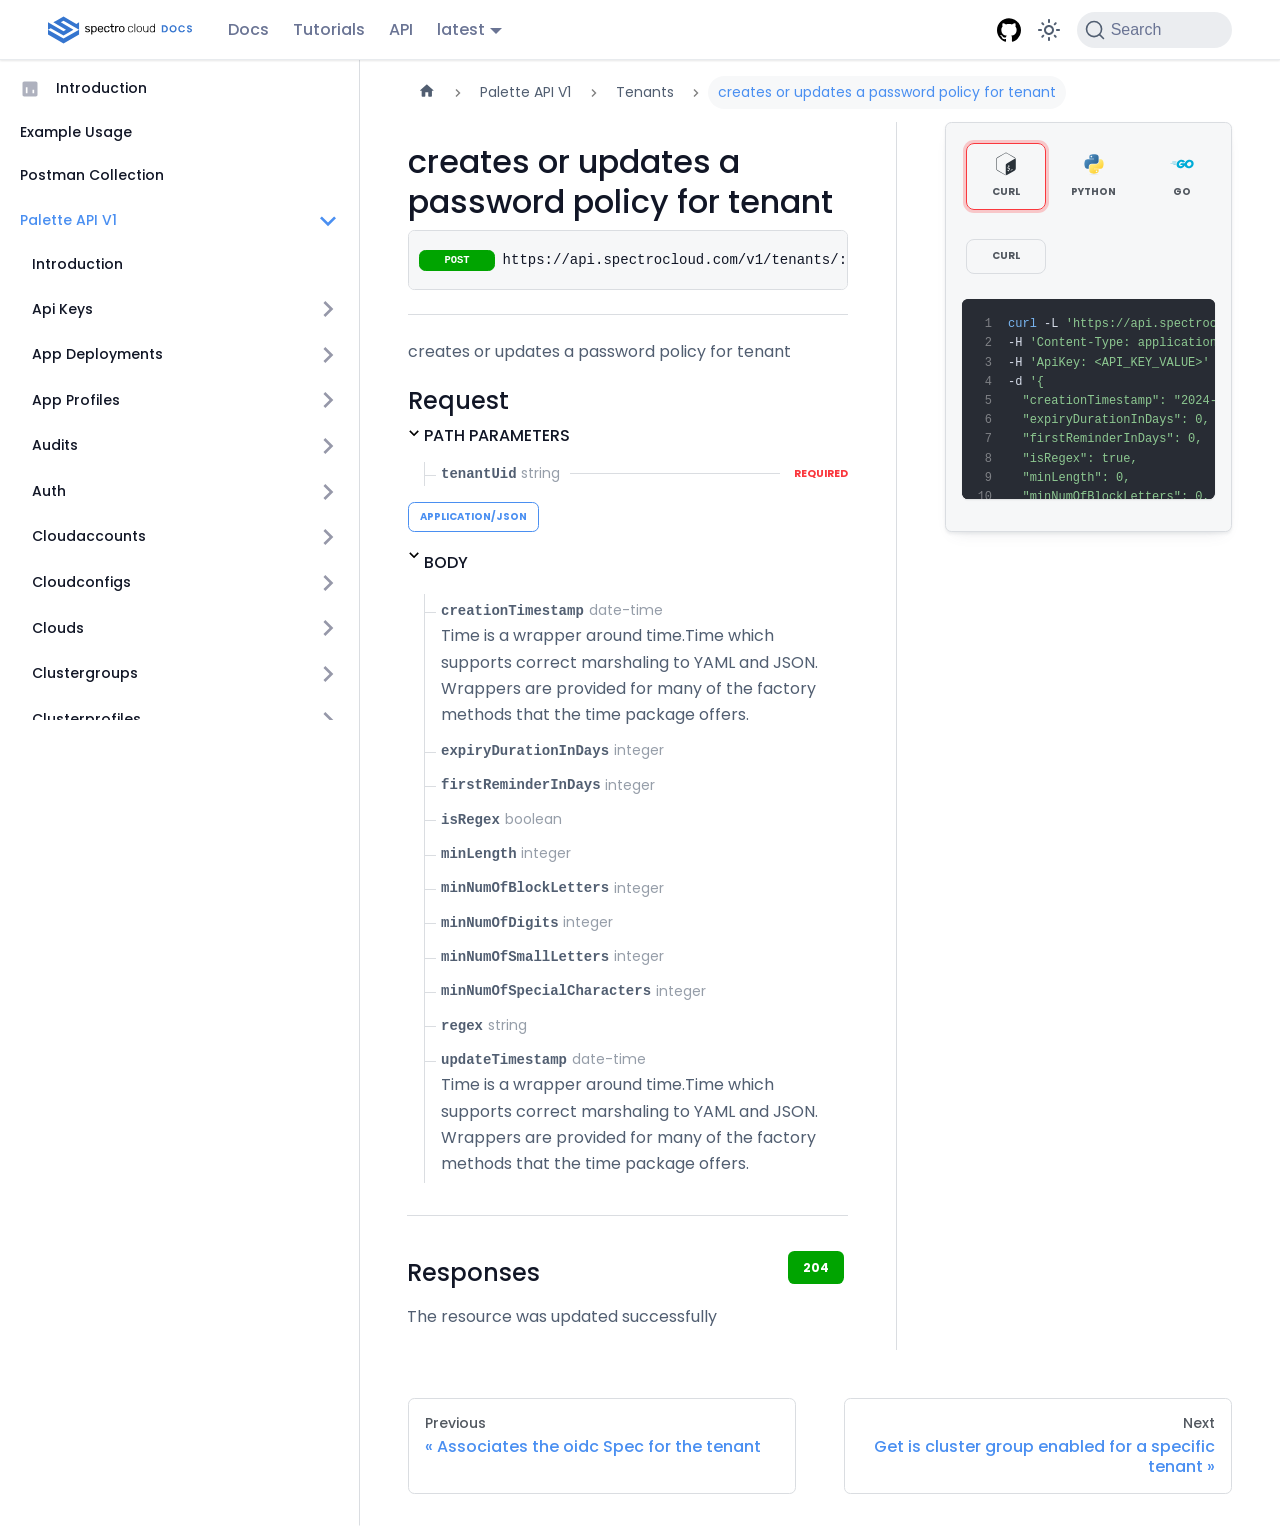 spectro cloud DOCS
Docs
Tutorials
API
latest
Search
Introduction
Example Usage
Postman Collection
Palette API V1
Introduction
Api Keys
App Deployments
App Profiles
Audits
Auth
Cloudaccounts
Cloudconfigs
Clouds
Clustergroups
Clusterprofiles
Palette API V1
Tenants
creates or updates a password policy for tenant
creates or updates a
password policy for tenant
POST https://api.spectrocloud.com/v1/tenants/:
creates or updates a password policy for tenant
Request
PATH PARAMETERS
tenantUid string REQUIRED
APPLICATION/JSON
BODY
creationTimestamp date-time
Time is a wrapper around time.Time which
supports correct marshaling to YAML and JSON.
Wrappers are provided for many of the factory
methods that the time package offers.
expiryDurationInDays integer
firstReminderInDays integer
isRegex boolean
minLength integer
minNumOfBlockLetters integer
minNumOfDigits integer
minNumOfSmallLetters integer
minNumOfSpecialCharacters integer
regex string
updateTimestamp date-time
Time is a wrapper around time.Time which
supports correct marshaling to YAML and JSON.
Wrappers are provided for many of the factory
methods that the time package offers.
Responses
204
The resource was updated successfully
CURL
PYTHON
GO
CURL
1 curl -L 'https://api.spectroc
2 -H 'Content-Type: application
3 -H 'ApiKey: <API_KEY_VALUE>'
4 -d '{
5 "creationTimestamp": "2024-
6 "expiryDurationInDays": 0,
7 "firstReminderInDays": 0,
8 "isRegex": true,
9 "minLength": 0,
10 "minNumOfBlockLetters": 0,
Previous
« Associates the oidc Spec for the tenant
Next
Get is cluster group enabled for a specific
tenant »